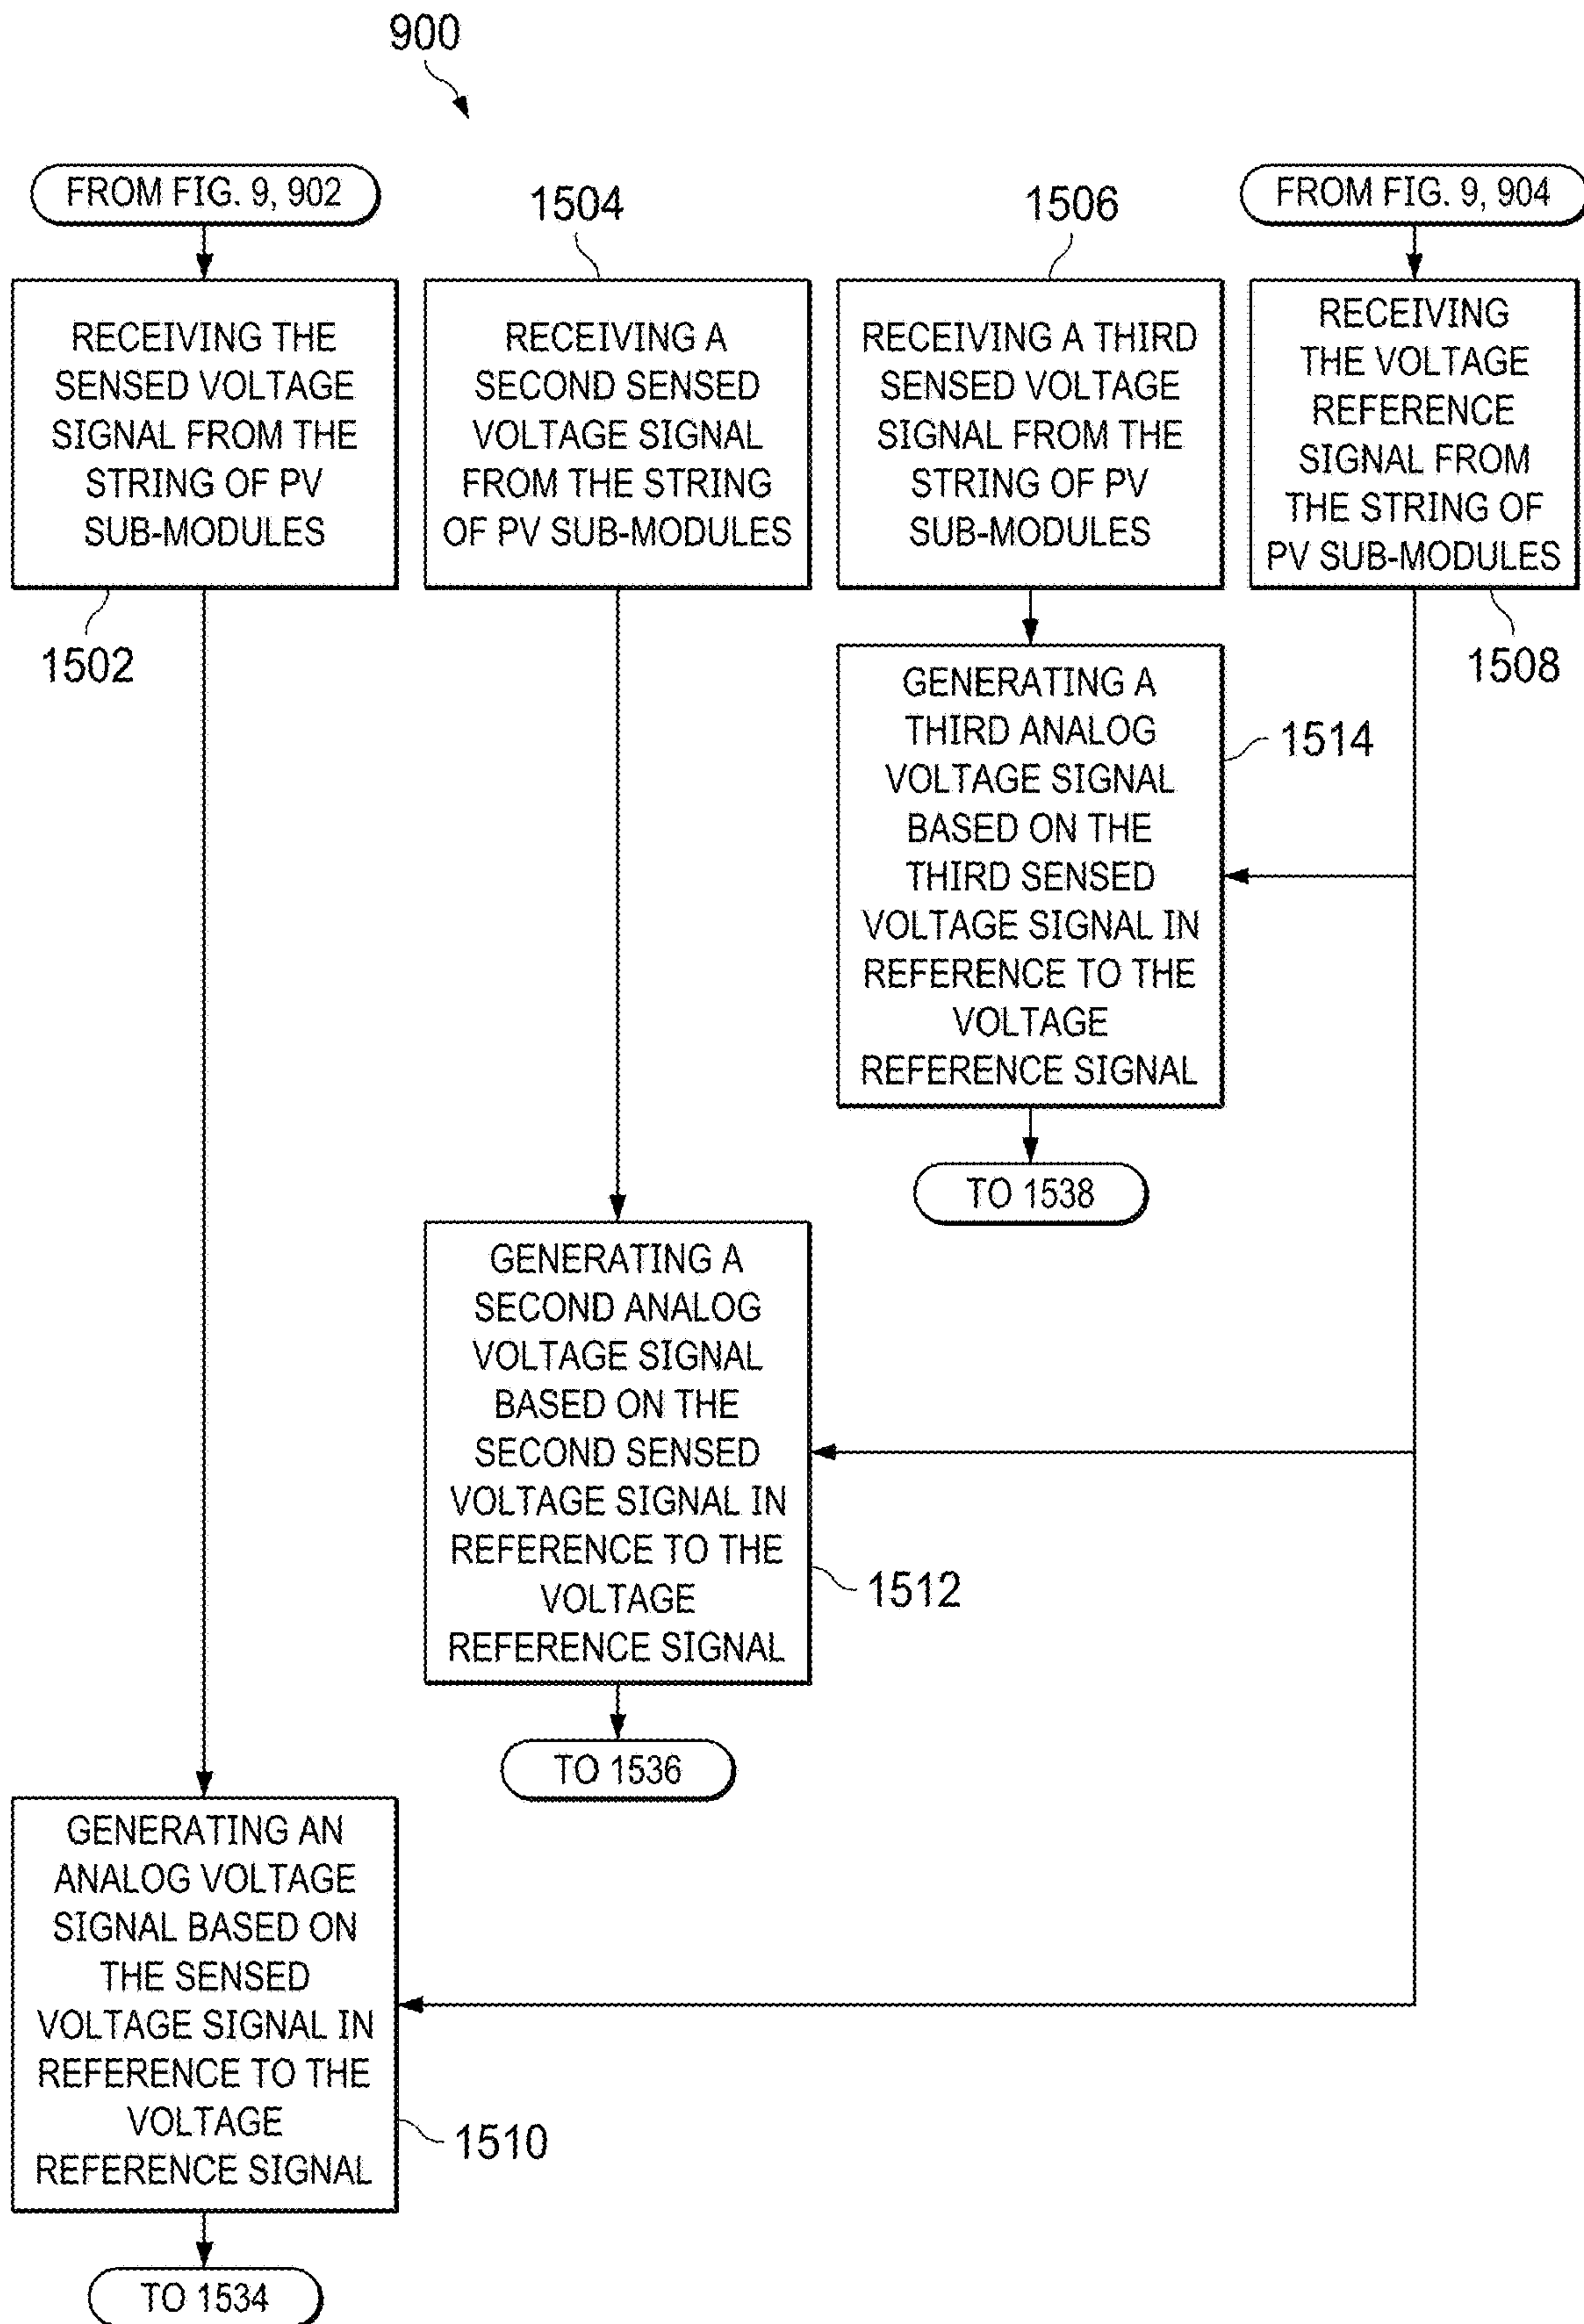 900
FROM FIG. 9, 902
1504
1506
FROM FIG. 9, 904
RECEIVING THE
SENSED VOLTAGE
SIGNAL FROM THE
STRING OF PV
SUB-MODULES
RECEIVING A
SECOND SENSED
VOLTAGE SIGNAL
FROM THE STRING
OF PV SUB-MODULES
RECEIVING A THIRD
SENSED VOLTAGE
SIGNAL FROM THE
STRING OF PV
SUB-MODULES
RECEIVING
THE VOLTAGE
REFERENCE
SIGNAL FROM
THE STRING OF
PV SUB-MODULES
1502
1508
GENERATING A
THIRD ANALOG
VOLTAGE SIGNAL
BASED ON THE
THIRD SENSED
VOLTAGE SIGNAL IN
REFERENCE TO THE
VOLTAGE
REFERENCE SIGNAL
1514
TO 1538
GENERATING A
SECOND ANALOG
VOLTAGE SIGNAL
BASED ON THE
SECOND SENSED
VOLTAGE SIGNAL IN
REFERENCE TO THE
VOLTAGE
REFERENCE SIGNAL
1512
TO 1536
GENERATING AN
ANALOG VOLTAGE
SIGNAL BASED ON
THE SENSED
VOLTAGE SIGNAL IN
REFERENCE TO THE
VOLTAGE
REFERENCE SIGNAL
1510
TO 1534